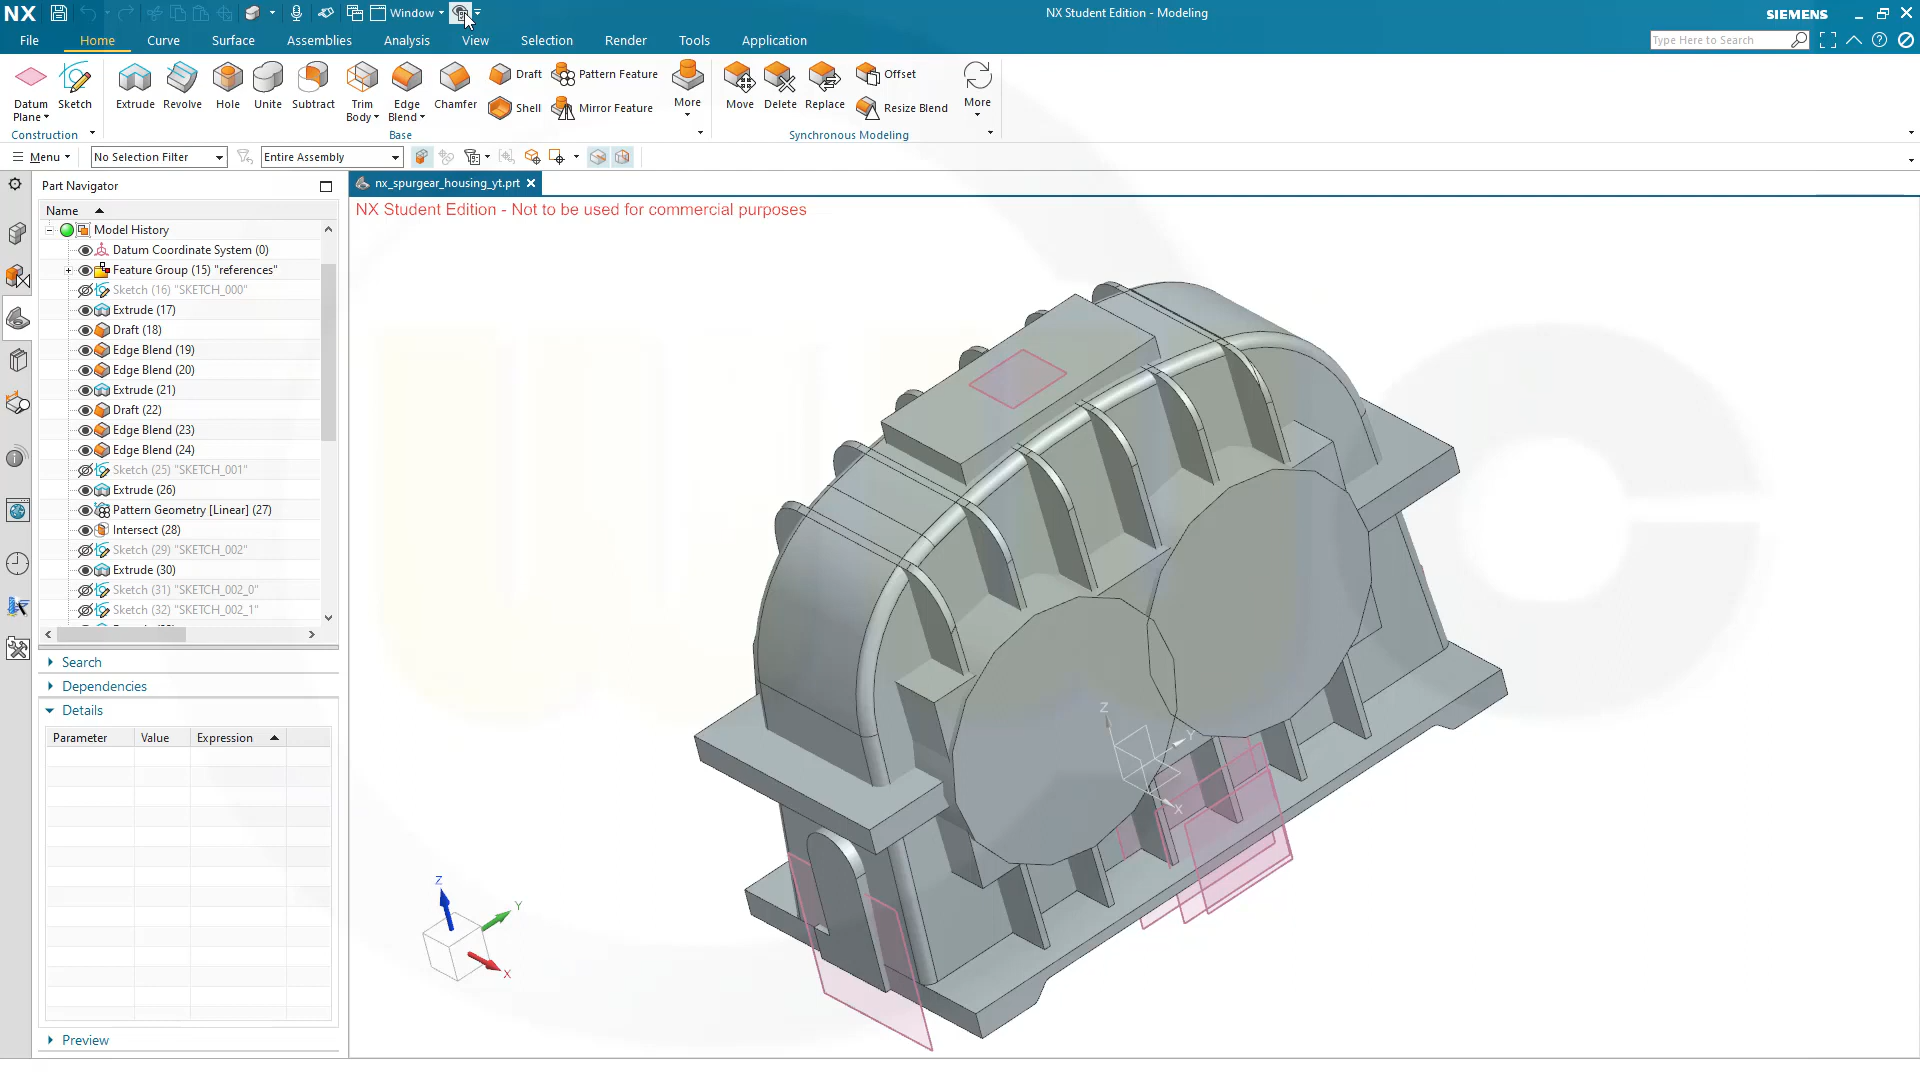 NX
Window
NX Student Edition - Modeling
SIEMENS
File
Home
Curve
Surface
Assemblies
Analysis
View
Selection
Render
Tools
Application
Type Here to Search
Datum Plane
Sketch
Extrude
Revolve
Hole
Unite
Subtract
Trim Body
Edge Blend
Chamfer
Draft
Shell
Pattern Feature
Mirror Feature
More
Move
Delete
Replace
Offset
Resize Blend
More
Construction
Base
Synchronous Modeling
Menu
No Selection Filter
Entire Assembly
Part Navigator
nx_spurgear_housing_yt.prt
NX Student Edition - Not to be used for commercial purposes
Name
Model History
Datum Coordinate System (0)
Feature Group (15) "references"
Sketch (16) "SKETCH_000"
Extrude (17)
Draft (18)
Edge Blend (19)
Edge Blend (20)
Extrude (21)
Draft (22)
Edge Blend (23)
Edge Blend (24)
Sketch (25) "SKETCH_001"
Extrude (26)
Pattern Geometry [Linear] (27)
Intersect (28)
Sketch (29) "SKETCH_002"
Extrude (30)
Sketch (31) "SKETCH_002_0"
Sketch (32) "SKETCH_002_1"
Search
Dependencies
Details
Parameter
Value
Expression
Preview
Z
Y
X
Z
Y
X